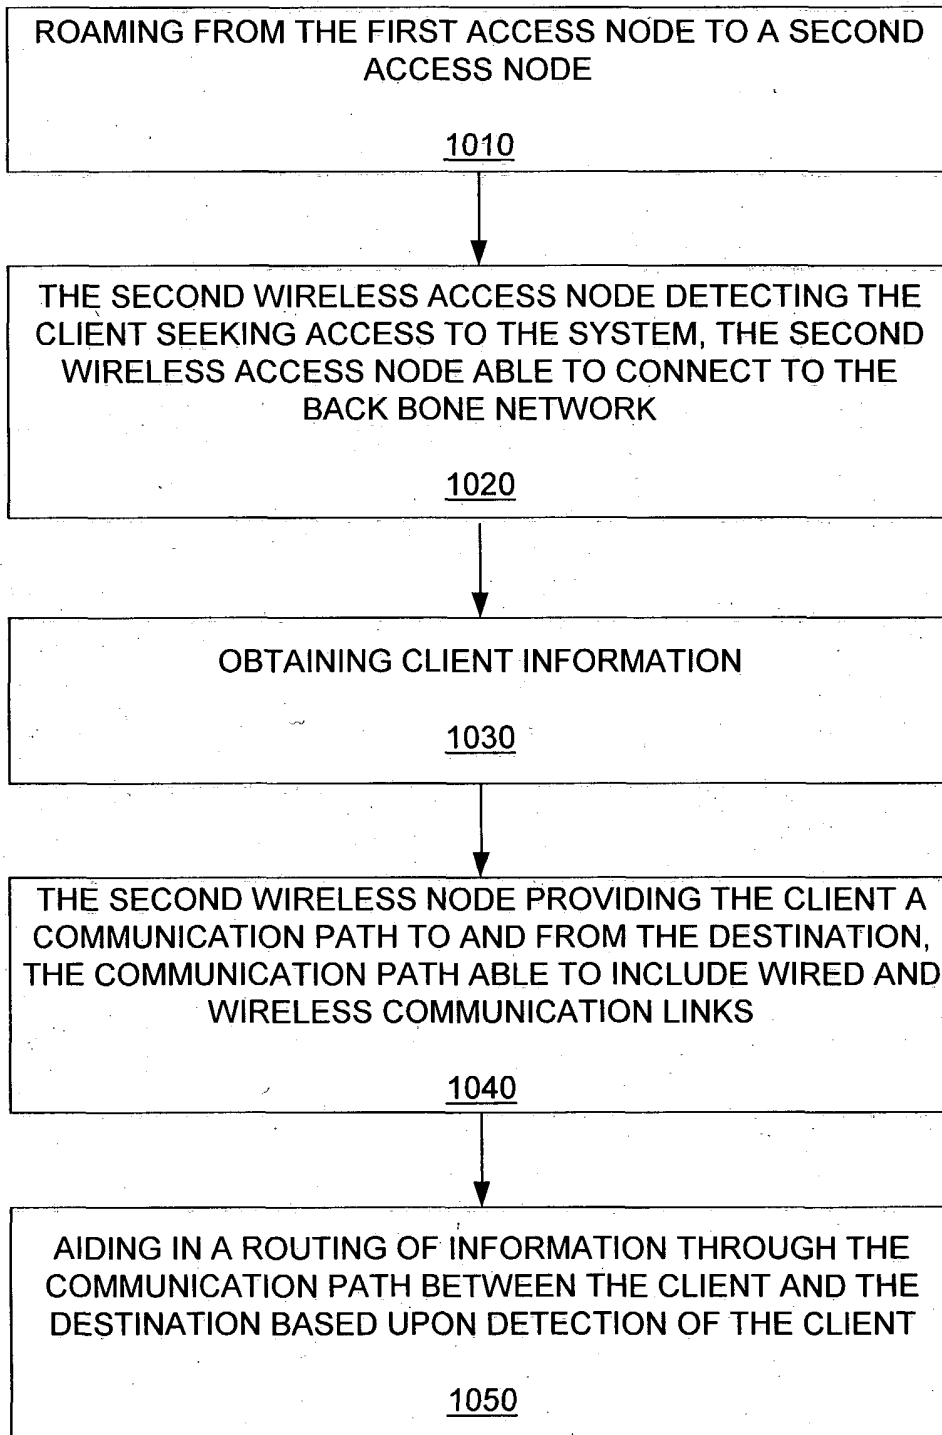 ROAMING FROM THE FIRST ACCESS NODE TO A SECOND
ACCESS NODE
1010
THE SECOND WIRELESS ACCESS NODE DETECTING THE
CLIENT SEEKING ACCESS TO THE SYSTEM, THE SECOND
WIRELESS ACCESS NODE ABLE TO CONNECT TO THE
BACK BONE NETWORK
1020
OBTAINING CLIENT INFORMATION
1030
THE SECOND WIRELESS NODE PROVIDING THE CLIENT A
COMMUNICATION PATH TO AND FROM THE DESTINATION,
THE COMMUNICATION PATH ABLE TO INCLUDE WIRED AND
WIRELESS COMMUNICATION LINKS
1040
AIDING IN A ROUTING OF INFORMATION THROUGH THE
COMMUNICATION PATH BETWEEN THE CLIENT AND THE
DESTINATION BASED UPON DETECTION OF THE CLIENT
1050